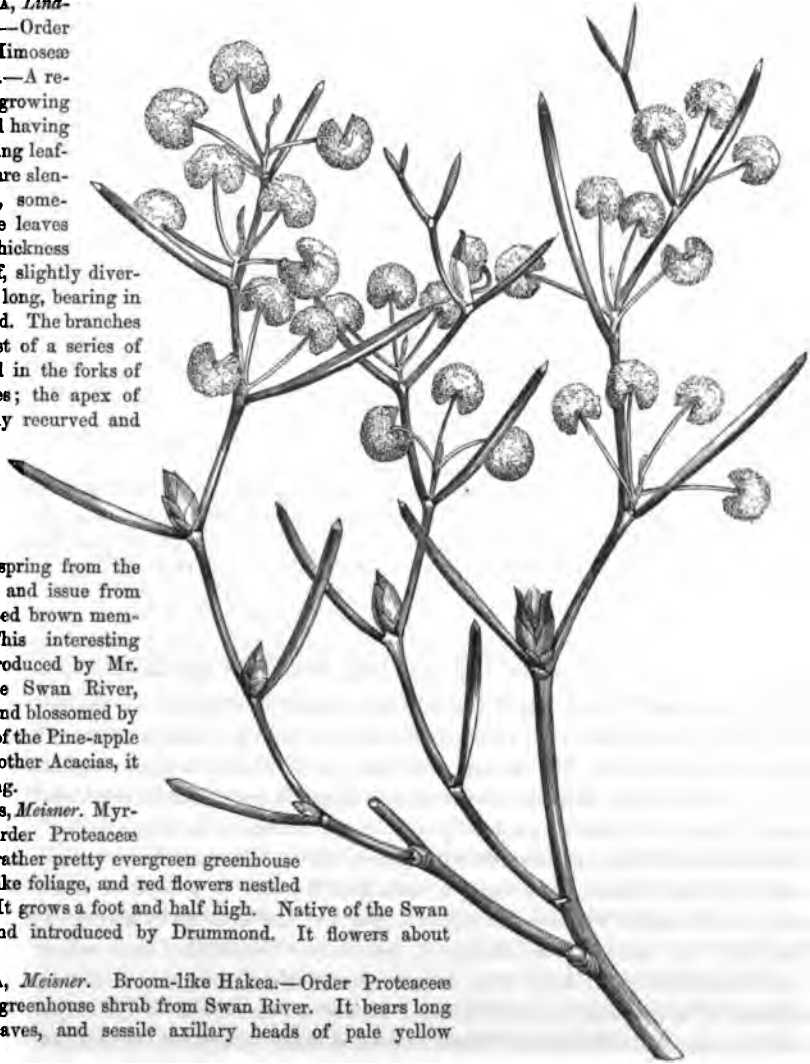 A, Lind-
—Order
Mimoseæ
.—A re-
growing
having
ng leaf-
are slen-
, some-
e leaves
hickness
f, slightly diver-
long, bearing in
d. The branches
st of a series of
in the forks of
es; the apex of
y recurved and
spring from the
and issue from
ed brown mem-
his interesting
roduced by Mr.
e Swan River,
nd blossomed by
of the Pine-apple
other Acacias, it
g.
s, Meisner. Myr-
rder Proteaceæ
rather pretty evergreen greenhouse
ke foliage, and red flowers nestled
It grows a foot and half high. Native of the Swan
nd introduced by Drummond. It flowers about
A, Meisner. Broom-like Hakea.—Order Proteaceæ
greenhouse shrub from Swan River. It bears long
aves, and sessile axillary heads of pale yellow